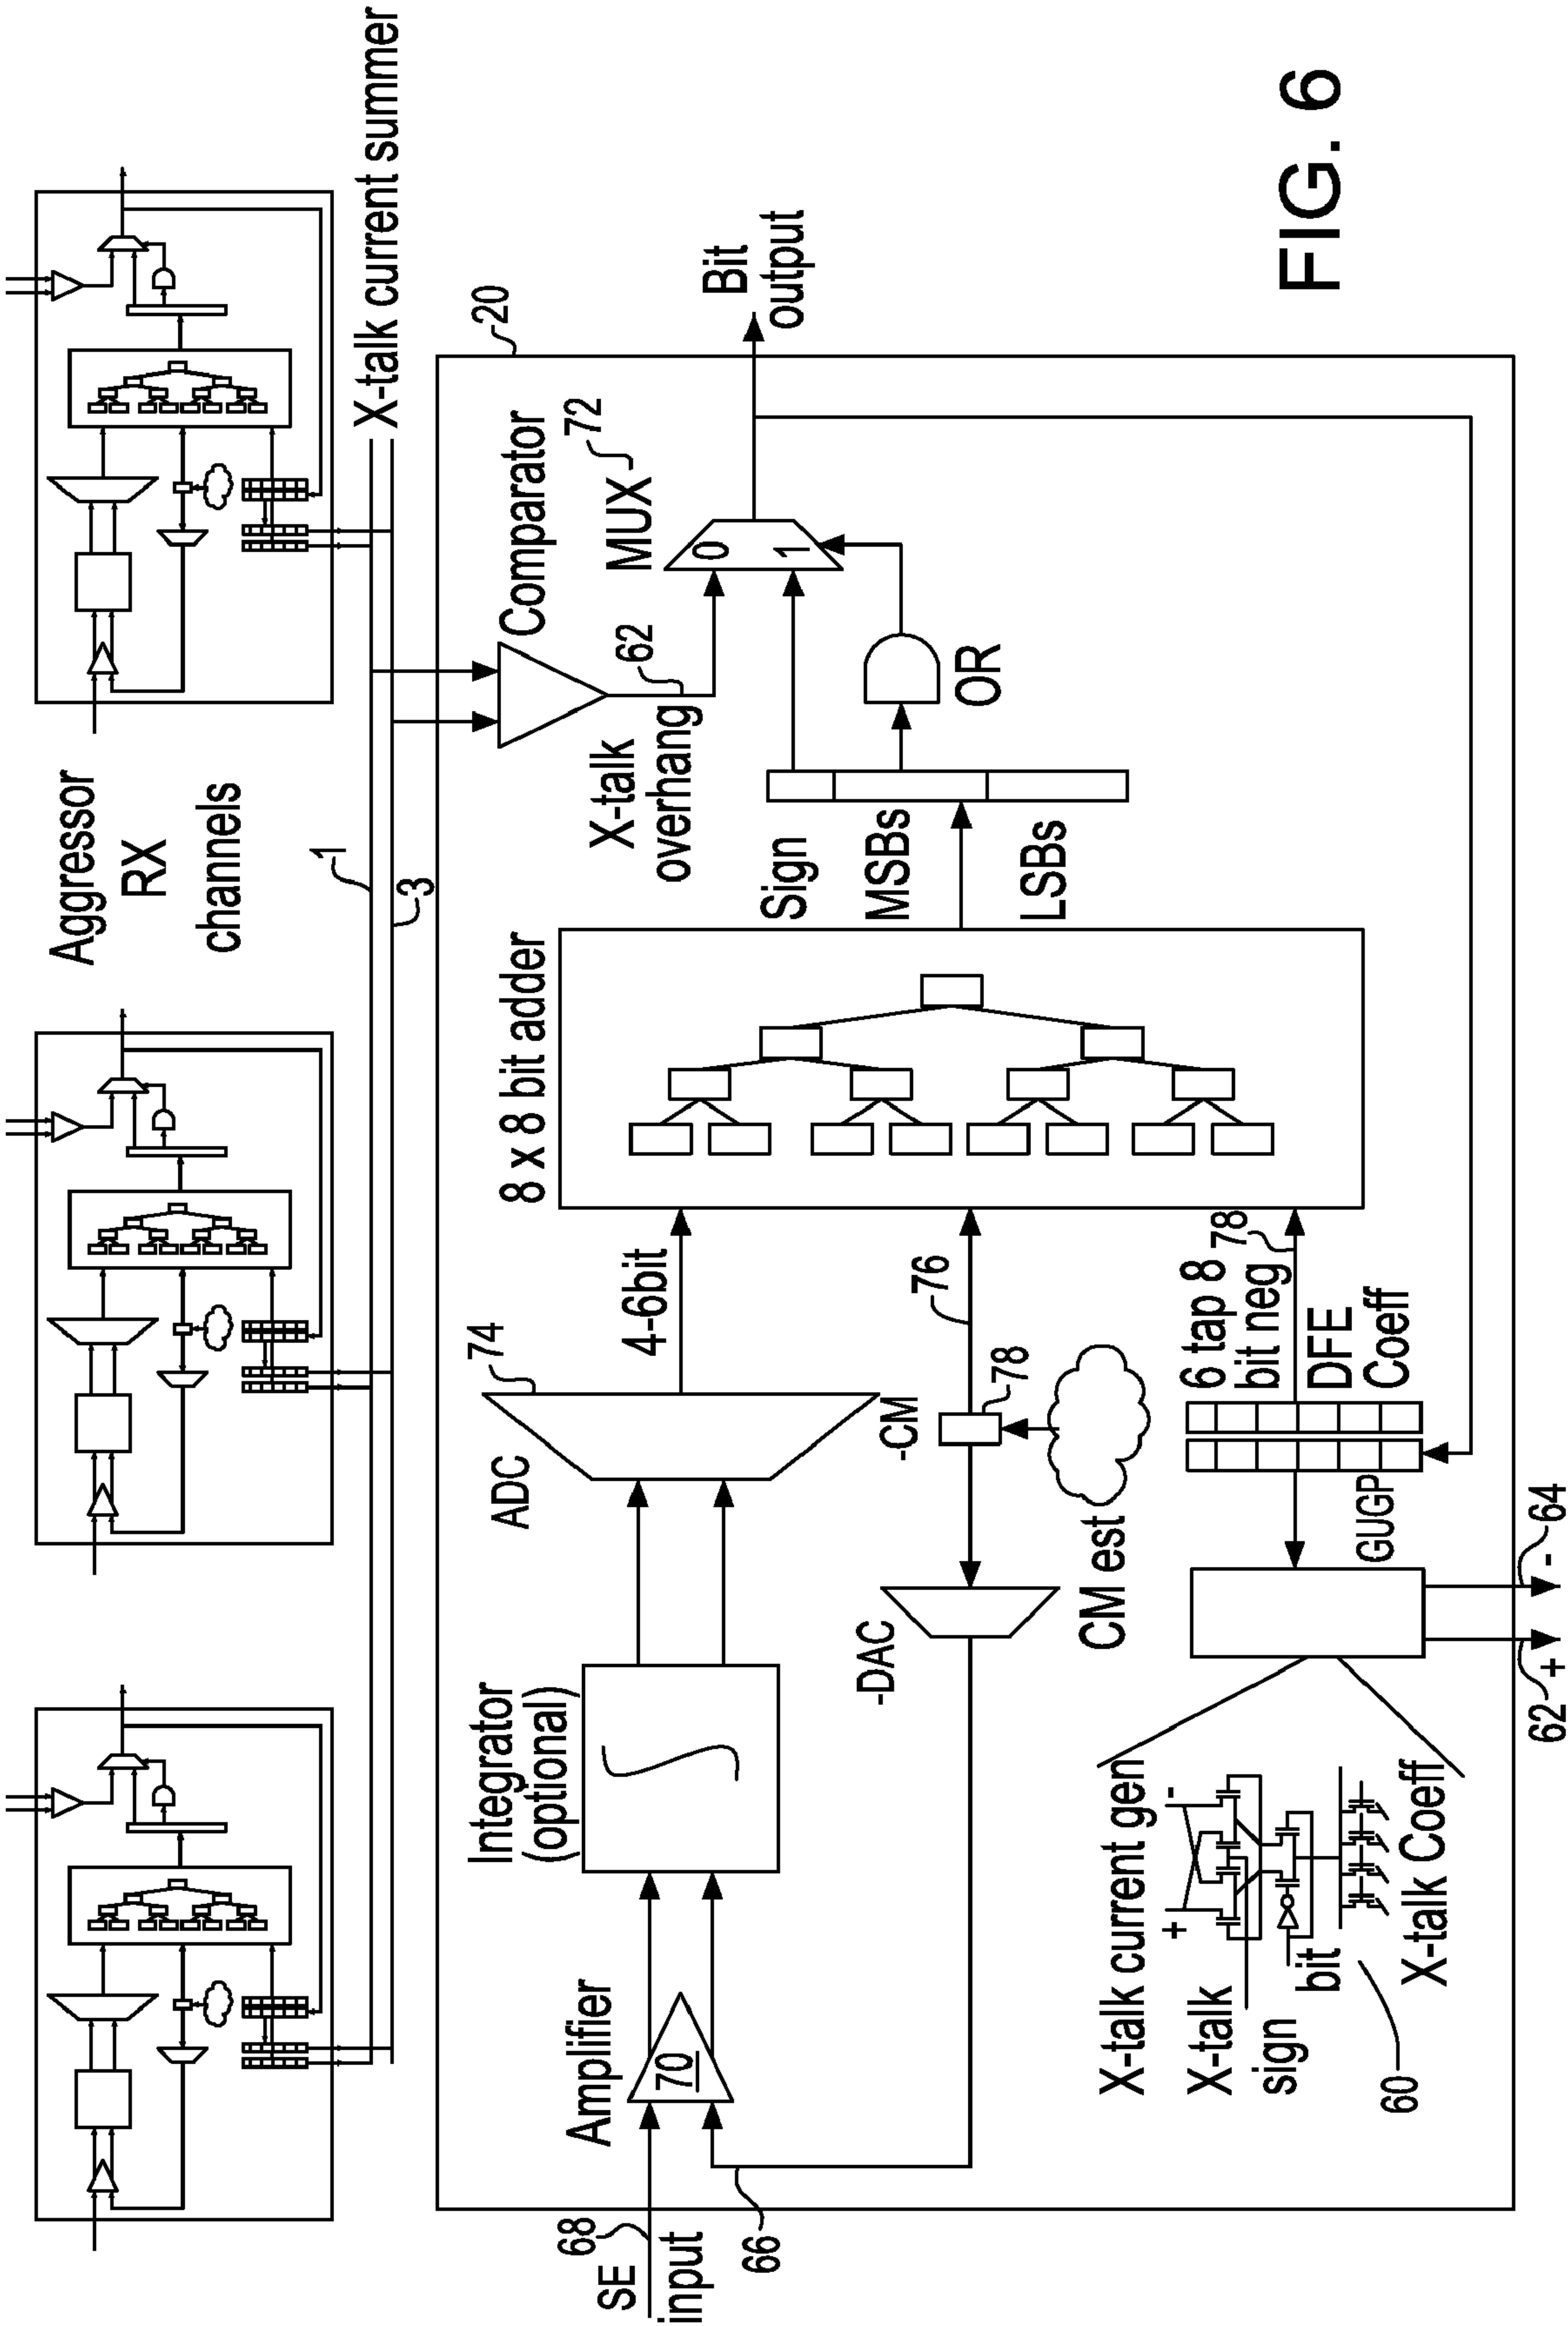 Aggressor
RX
channels
X-talk current summer
1
3
20
Comparator
MUX
72
Bit
output
X-talk
overhang
62
0
1
OR
Sign
MSBs
LSBs
8 x 8 bit adder
4-6bit
74
ADC
76
-CM
78
CM est
-DAC
6 tap 8
bit neg
DFE
Coeff
78
GUGP
Integrator
(optional)
Amplifier
70
68
SE
input
66
X-talk current gen
+
-
X-talk
sign
bit
X-talk Coeff
60
62
+
-
64
FIG. 6